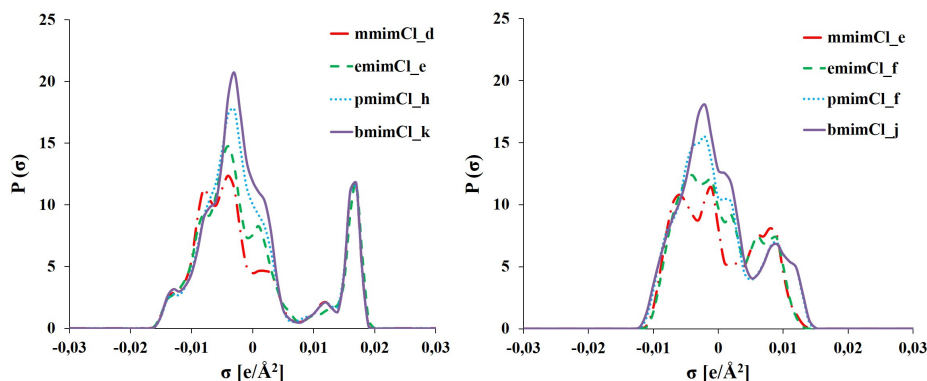 25
20
15
10
5
0
P (σ)
-0,03
-0,02
-0,01
0
0,01
0,02
0,03
σ [e/Å²]
mmimCl_d
emimCl_e
pmimCl_h
bmimCl_k
25
20
15
10
5
0
P (σ)
-0,03
-0,02
-0,01
0
0,01
0,02
0,03
σ [e/Å²]
mmimCl_e
emimCl_f
pmimCl_f
bmimCl_j